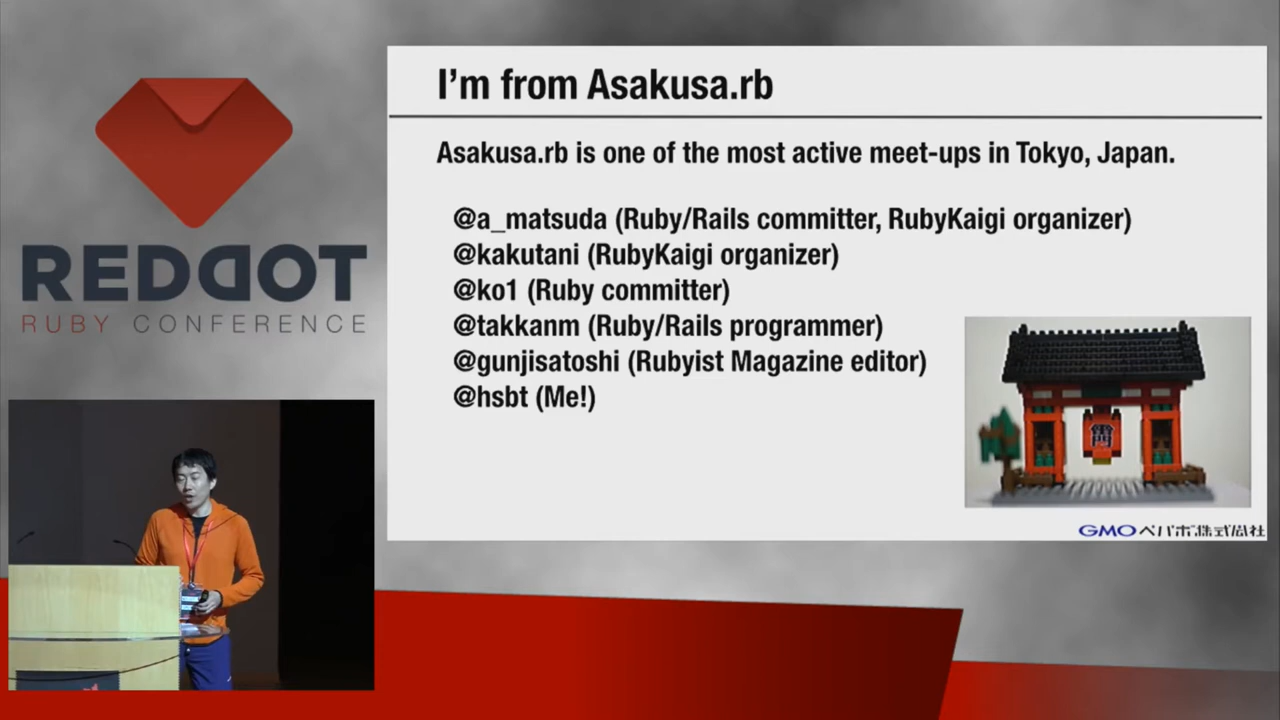 REDDOT
RUBY CONFERENCE
I'm from Asakusa.rb
Asakusa.rb is one of the most active meet-ups in Tokyo, Japan.
@a_matsuda (Ruby/Rails committer, RubyKaigi organizer)
@kakutani (RubyKaigi organizer)
@ko1 (Ruby committer)
@takkanm (Ruby/Rails programmer)
@gunjisatoshi (Rubyist Magazine editor)
@hsbt (Me!)
GMOペパボ株式会社